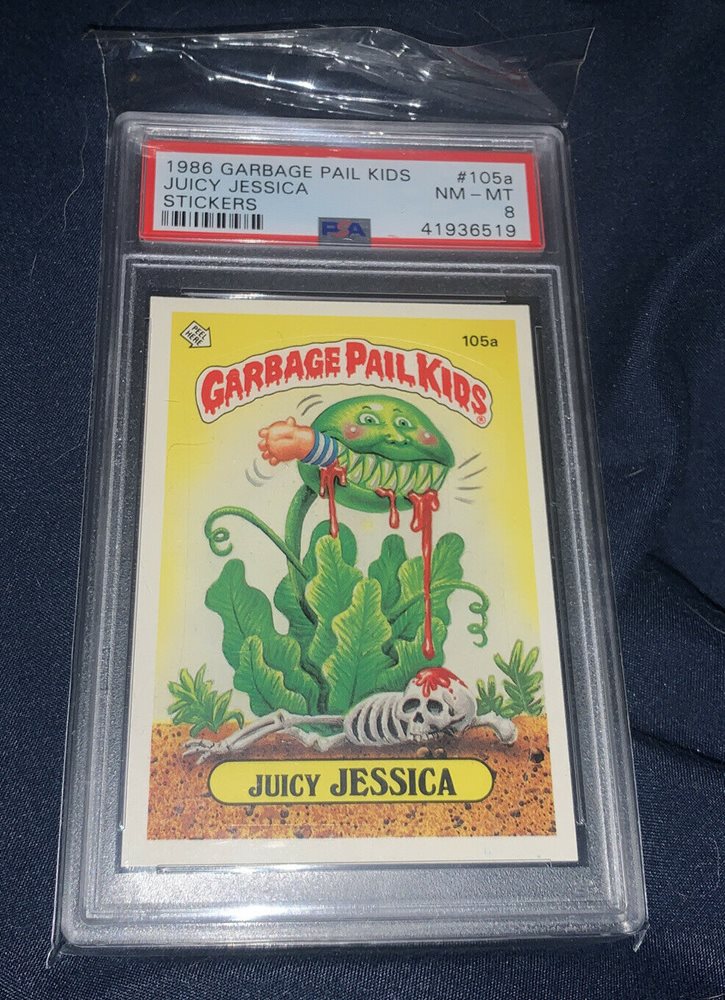 1986 GARBAGE PAIL KIDS #105a
JUICY JESSICA NM - MT
STICKERS 8
PSA 41936519
PEEL HERE
105a
GARBAGE PAIL KIDS®
JUICY JESSICA